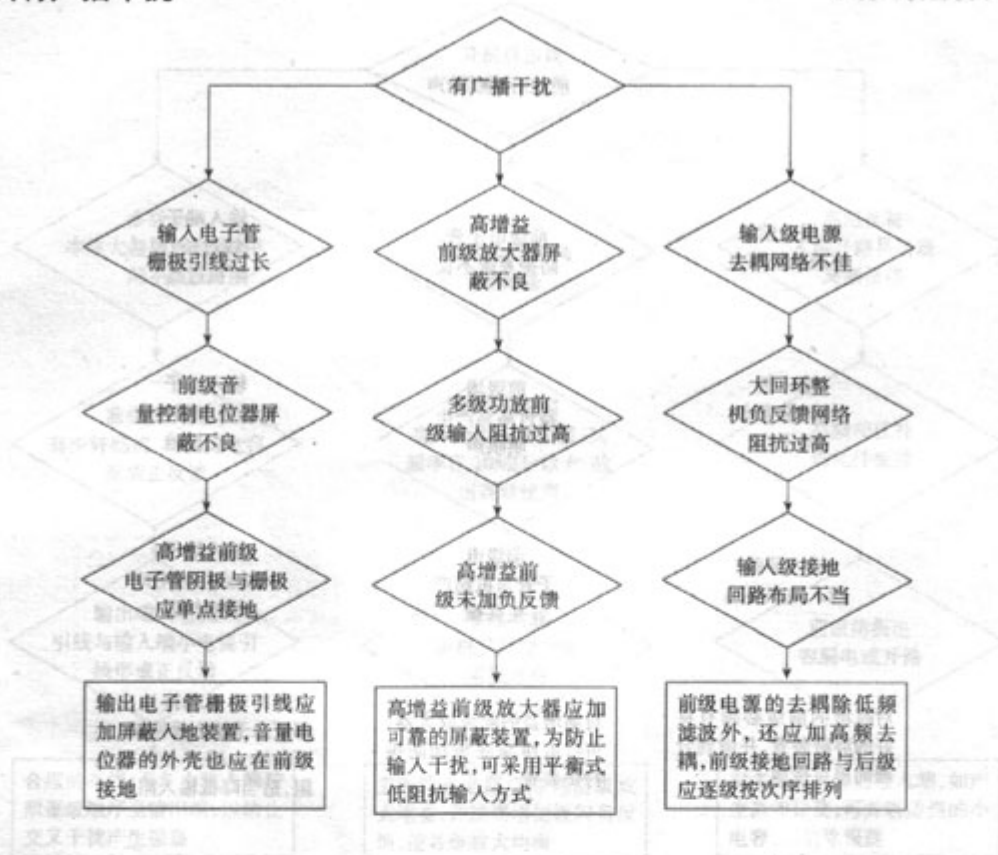 有广播干扰
输入电子管
栅极引线过长
高增益
前级放大器屏
蔽不良
输入级电源
去耦网络不佳
前级音
量控制电位器屏
蔽不良
多级功放前
级输入阻抗过高
大回环整
机负反馈网络
阻抗过高
高增益前级
电子管阴极与栅极
应单点接地
高增益前
级未加负反馈
输入级接地
回路布局不当
输出电子管栅极引线应
加屏蔽入地装置,音量电
位器的外壳也应在前级
接地
高增益前级放大器应加
可靠的屏蔽装置,为防止
输入干扰,可采用平衡式
低阻抗输入方式
前级电源的去耦除低频
滤波外,还应加高频去
耦,前级接地回路与后级
应逐级按次序排列